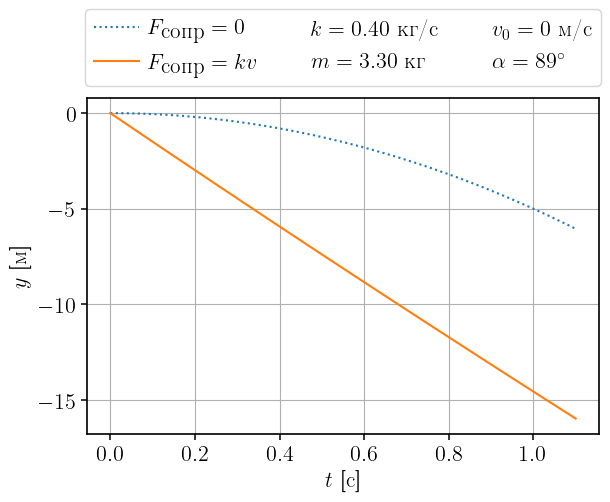 F_сопр = 0 k = 0.40 кг/с v_0 = 0 м/с
F_сопр = kv m = 3.30 кг α = 89°
0
−5
−10
−15
y [м]
0.0 0.2 0.4 0.6 0.8 1.0
t [с]